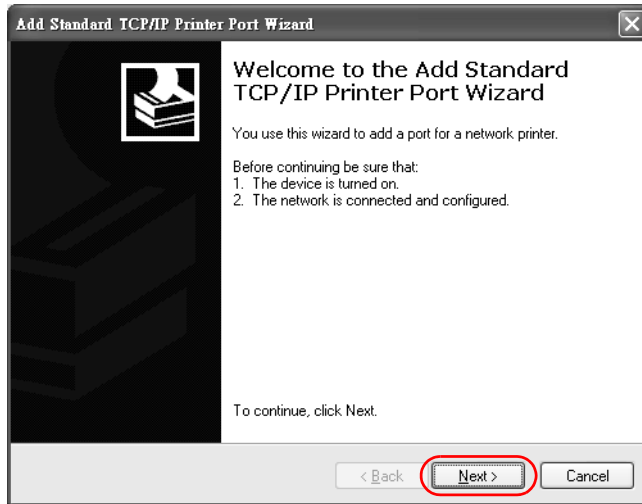 Add Standard TCP/IP Printer Port Wizard
Welcome to the Add Standard
TCP/IP Printer Port Wizard
You use this wizard to add a port for a network printer.
Before continuing be sure that:
1. The device is turned on.
2. The network is connected and configured.
To continue, click Next.
< Back
Next >
Cancel